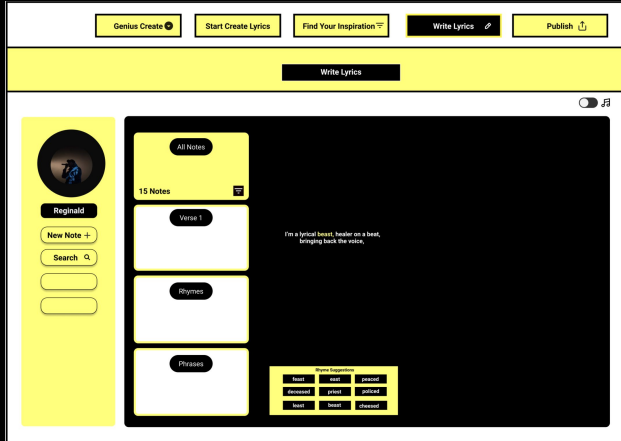 Genius Create
Start Create Lyrics
Find Your Inspiration
Write Lyrics
Publish
Write Lyrics
Reginald
New Note +
Search
All Notes
15 Notes
Verse 1
Rhymes
Phrases
I'm a lyrical beast, healer on a beat,
bringing back the voice,
Rhyme Suggestions
feast east peaced
deceased priest policed
least beast cheesed